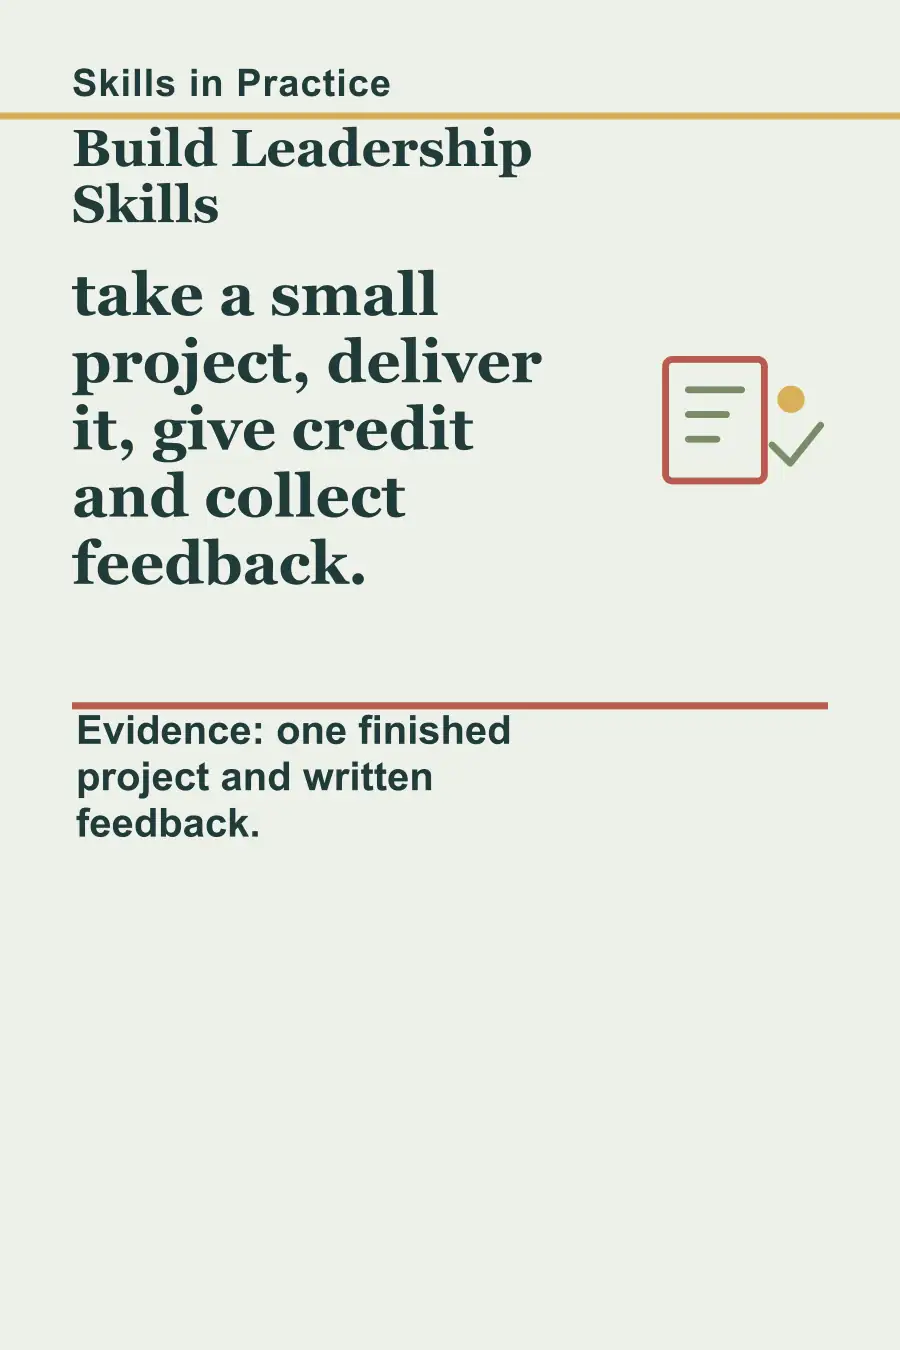 Skills in Practice
Build Leadership
Skills
take a small
project, deliver
it, give credit
and collect
feedback.
Evidence: one finished
project and written
feedback.